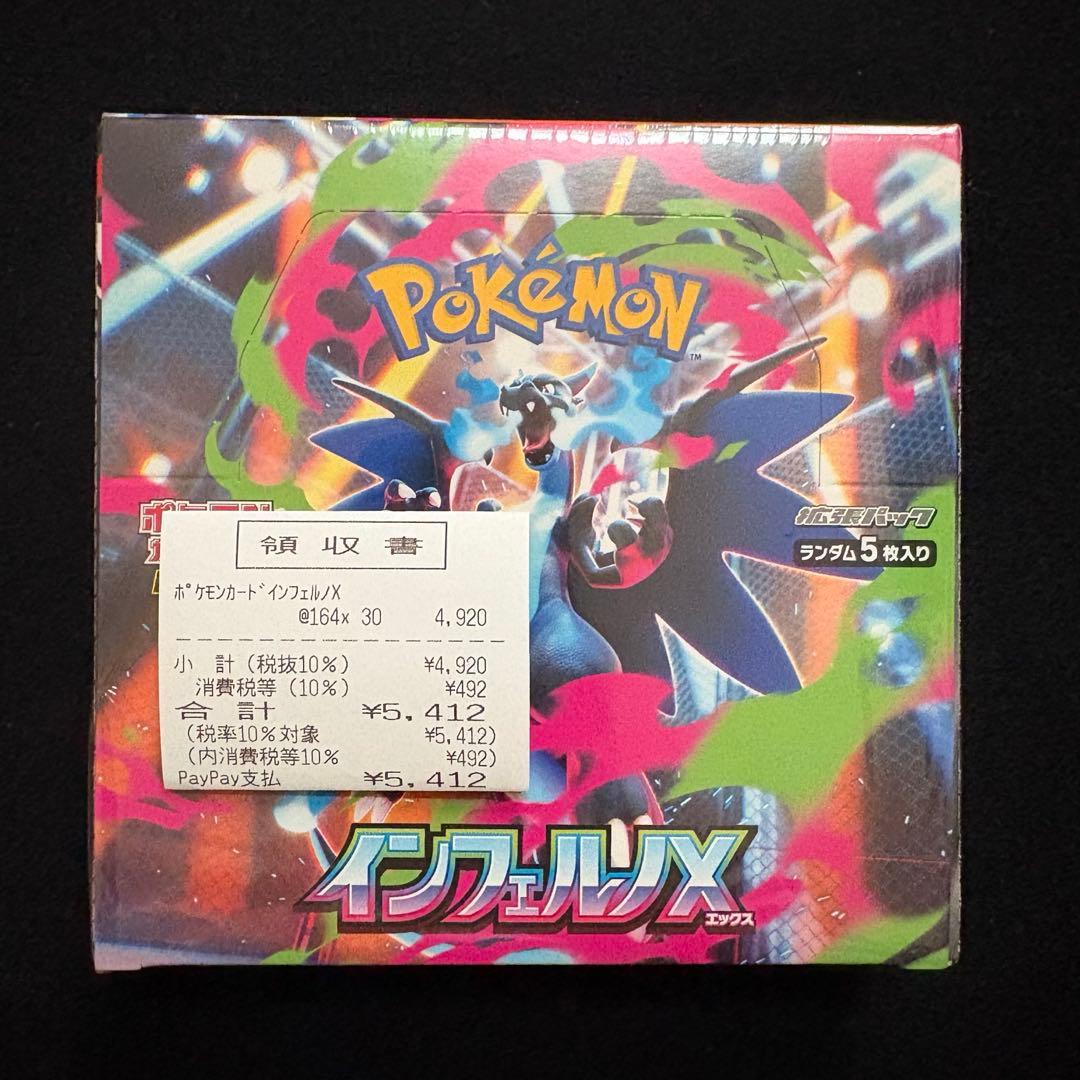 POKéMON
TM
拡張パック
ランダム5枚入り
領収書
ﾎﾟｹﾓﾝｶｰﾄﾞｲﾝﾌｪﾙﾉX
@164x 30 4,920
小 計(税抜10%) ¥4,920
消費税等(10%) ¥492
合計 ¥5,412
(税率10%対象 ¥5,412)
(内消費税等10% ¥492)
PayPay支払 ¥5,412
インフェルノX
エックス